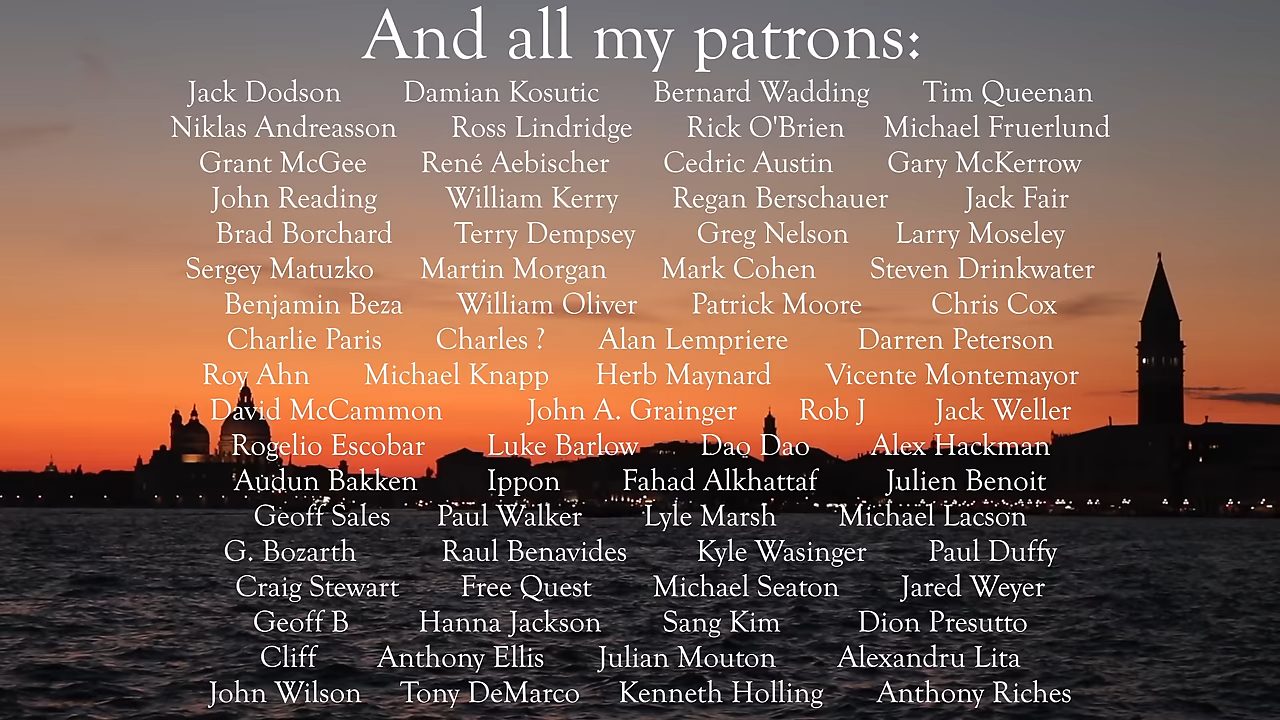 And all my patrons:
Jack Dodson Damian Kosutic Bernard Wadding Tim Queenan
Niklas Andreasson Ross Lindridge Rick O'Brien Michael Fruerlund
Grant McGee René Aebischer Cedric Austin Gary McKerrow
John Reading William Kerry Regan Berschauer Jack Fair
Brad Borchard Terry Dempsey Greg Nelson Larry Moseley
Sergey Matuzko Martin Morgan Mark Cohen Steven Drinkwater
Benjamin Beza William Oliver Patrick Moore Chris Cox
Charlie Paris Charles ? Alan Lempriere Darren Peterson
Roy Ahn Michael Knapp Herb Maynard Vicente Montemayor
David McCammon John A. Grainger Rob J Jack Weller
Rogelio Escobar Luke Barlow Dao Dao Alex Hackman
Audun Bakken Ippon Fahad Alkhattaf Julien Benoit
Geoff Sales Paul Walker Lyle Marsh Michael Lacson
G. Bozarth Raul Benavides Kyle Wasinger Paul Duffy
Craig Stewart Free Quest Michael Seaton Jared Weyer
Geoff B Hanna Jackson Sang Kim Dion Presutto
Cliff Anthony Ellis Julian Mouton Alexandru Lita
John Wilson Tony DeMarco Kenneth Holling Anthony Riches